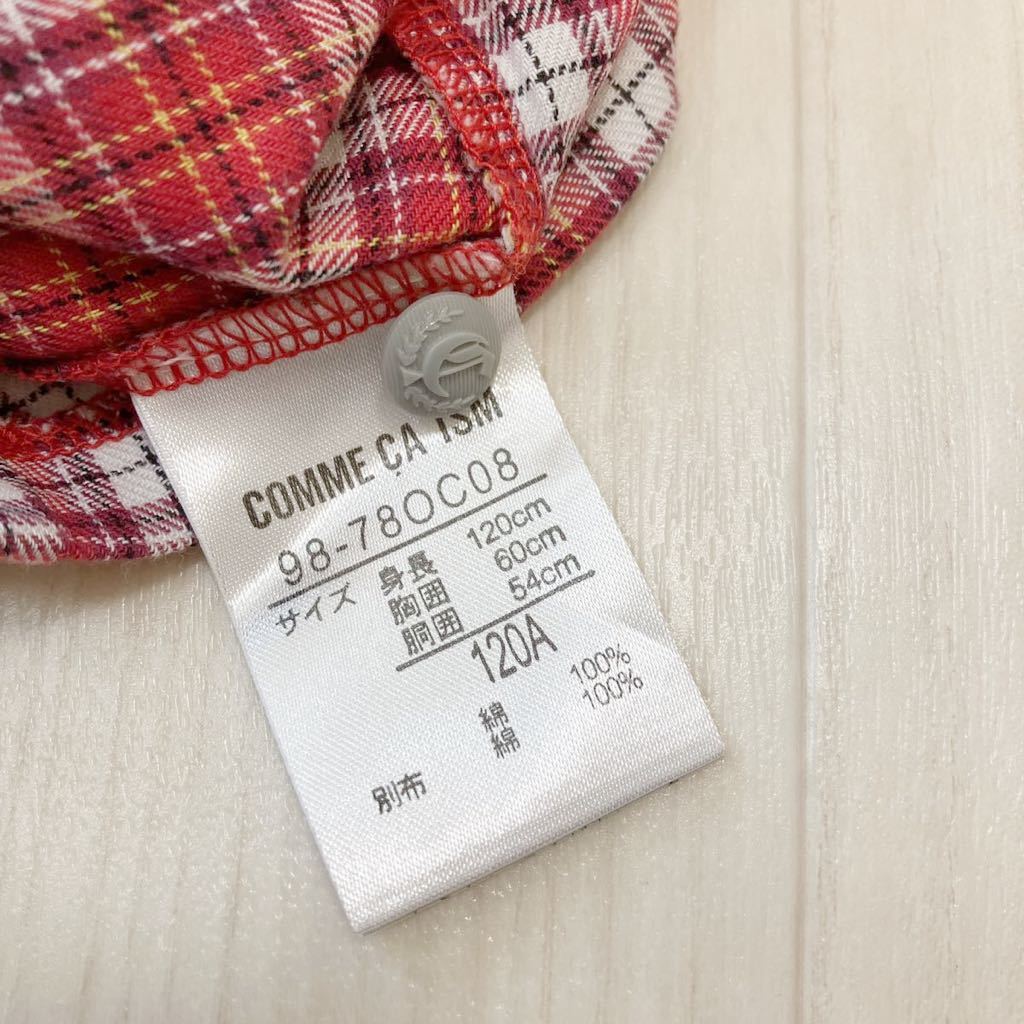 COMME ÇA ISM
98-78OC08
サイズ 身長 120cm
胸囲 60cm
胴囲 54cm
120A
綿 100%
別布 綿 100%